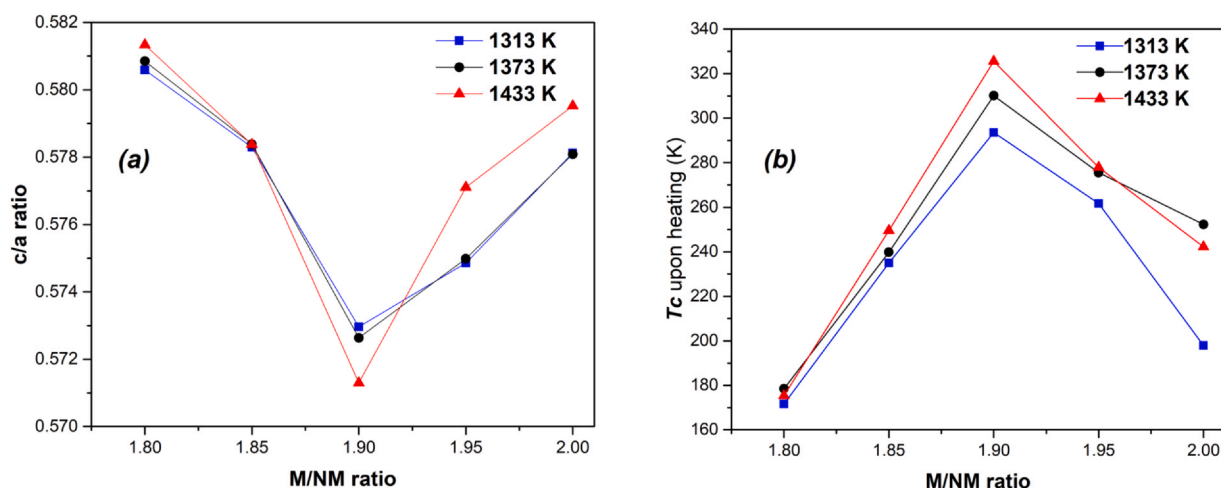 0.582
0.580
0.578
0.576
0.574
0.572
0.570
c/a ratio
1313 K
1373 K
1433 K
(a)
1.80 1.85 1.90 1.95 2.00
M/NM ratio
340
320
300
280
260
240
220
200
180
160
Tc upon heating (K)
1313 K
1373 K
1433 K
(b)
1.80 1.85 1.90 1.95 2.00
M/NM ratio